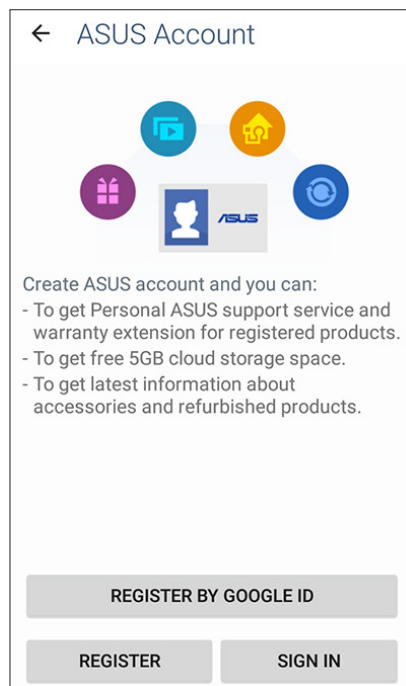 ASUS Account
ASUS
Create ASUS account and you can:
- To get Personal ASUS support service and
warranty extension for registered products.
- To get free 5GB cloud storage space.
- To get latest information about
accessories and refurbished products.
REGISTER BY GOOGLE ID
REGISTER
SIGN IN